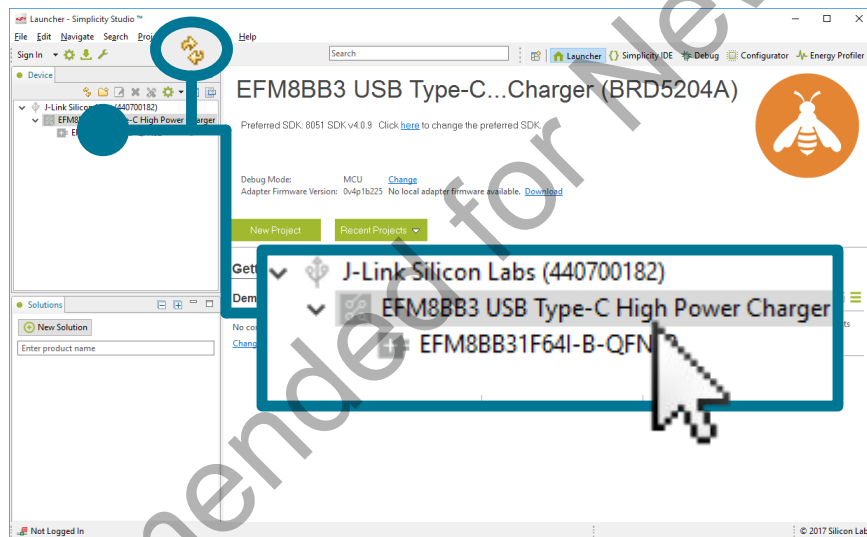 Launcher - Simplicity Studio ™
File Edit Navigate Search Help
Sign In
Search
Launcher {} Simplicity IDE Debug Configurator Energy Profiler
Device
J-Link Silicon (440700182)
High Power
EFM8BB3 USB Type-C...Charger (BRD5204A)
Preferred SDK: 8051 SDK v4.0.9 Click here to change the preferred SDK.
Debug Mode: MCU Change
Adapter Firmware Version: 0v4p1b225 No local adapter firmware available. Download
New Project Recent Projects
J-Link Silicon Labs (440700182)
EFM8BB3 USB Type-C High Power Charger
EFM8BB31F64I-B-QFN
Solutions
New Solution
Enter product name
Not Logged In
© 2017 Silicon Lab